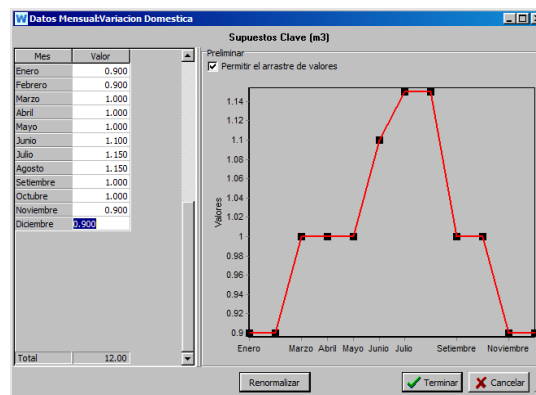 Datos Mensual:Variacion Domestica
Supuestos Clave (m3)
Mes Valor
Enero 0.900
Febrero 0.900
Marzo 1.000
Abril 1.000
Mayo 1.000
Junio 1.100
Julio 1.150
Agosto 1.150
Setiembre 1.000
Octubre 1.000
Noviembre 0.900
Diciembre 0.900
Total 12.00
Preliminar
Permitir el arrastre de valores
Valores
1.14
1.12
1.1
1.08
1.06
1.04
1.02
1
0.98
0.96
0.94
0.92
0.9
Enero Marzo Abril Mayo Junio Julio Setiembre Noviembre
Renormalizar Terminar Cancelar